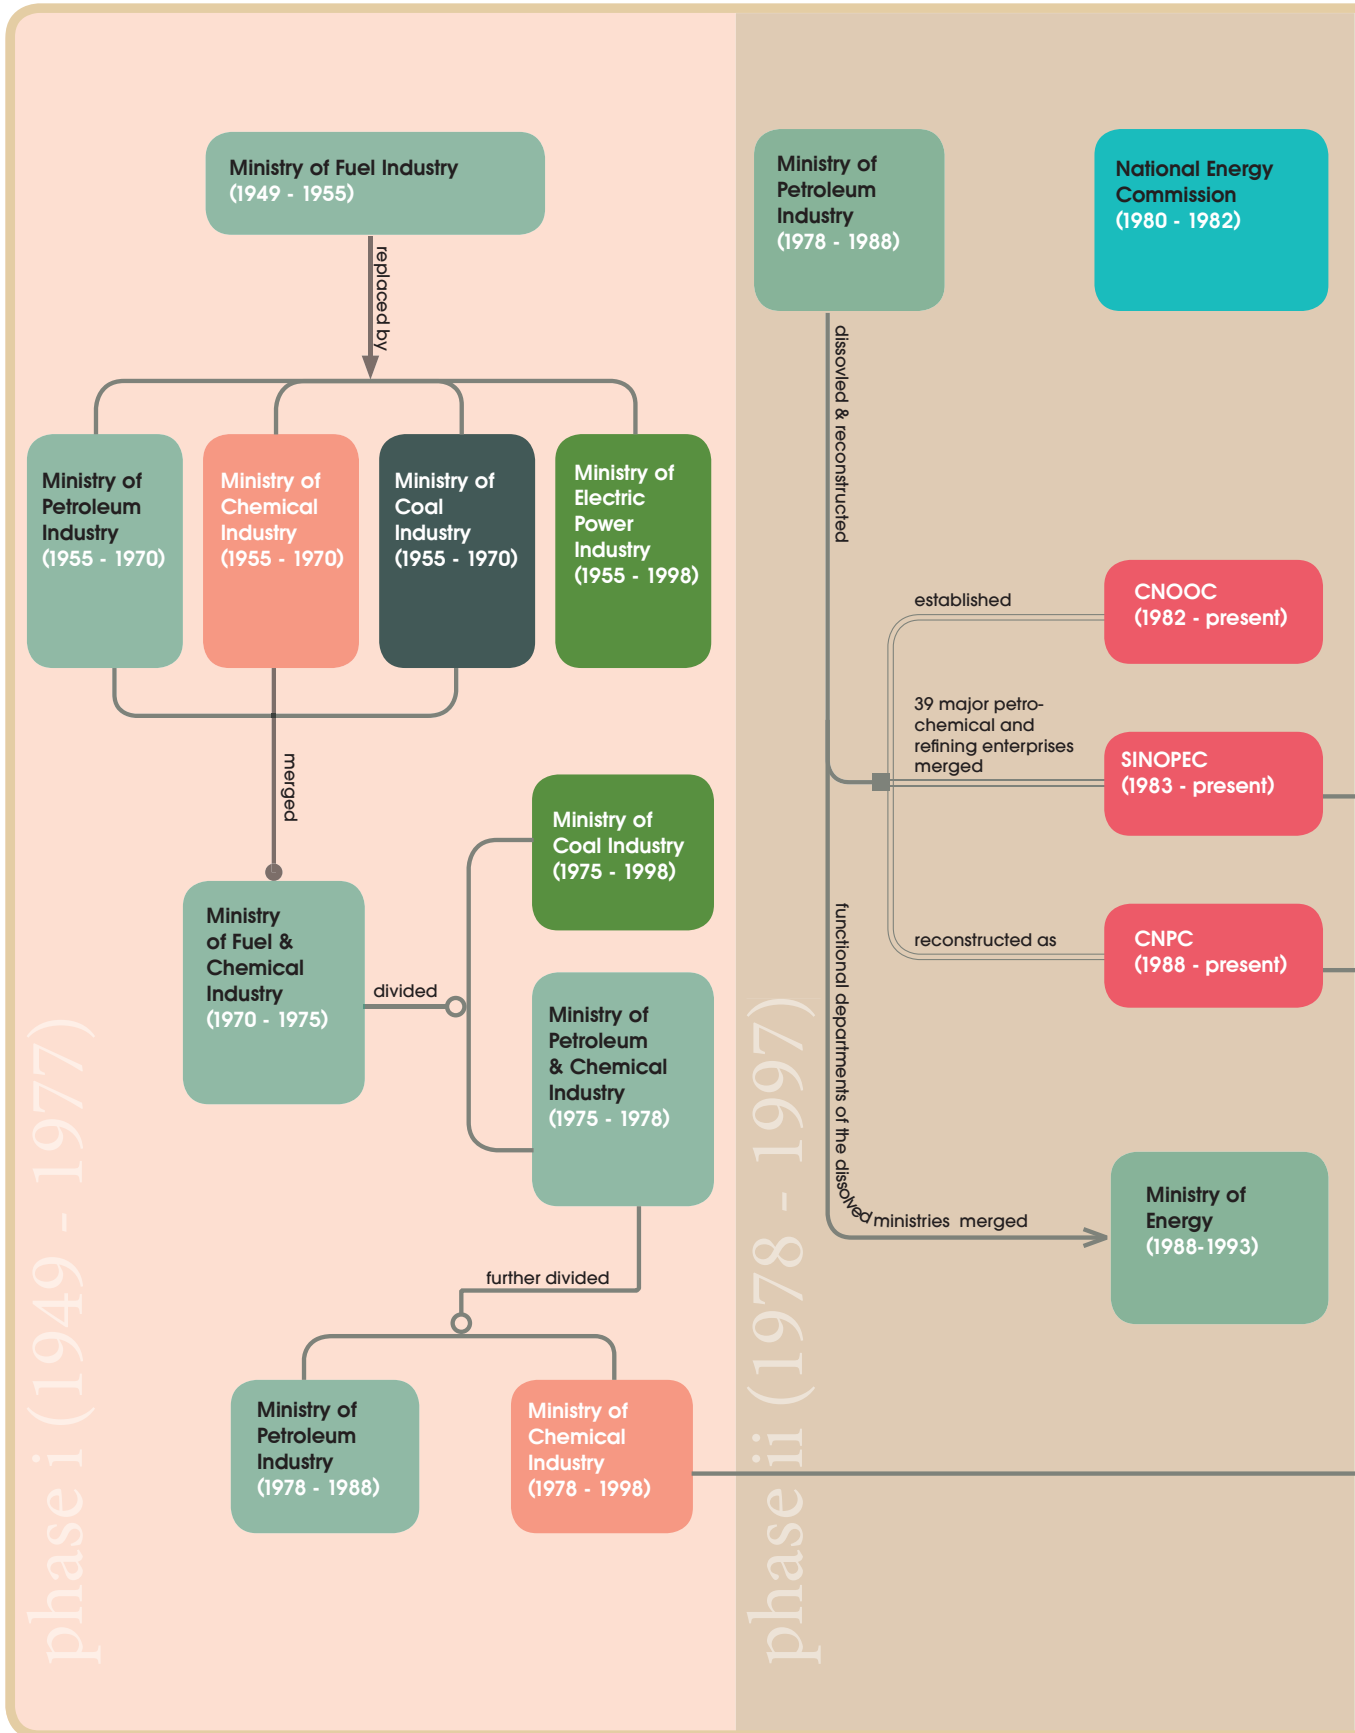 Ministry of Fuel Industry
(1949 - 1955)
replaced by
Ministry of
Petroleum
Industry
(1955 - 1970)
Ministry of
Chemical
Industry
(1955 - 1970)
Ministry of
Coal
Industry
(1955 - 1970)
Ministry of
Electric
Power
Industry
(1955 - 1998)
merged
Ministry
of Fuel &
Chemical
Industry
(1970 - 1975)
divided
Ministry of
Coal Industry
(1975 - 1998)
Ministry of
Petroleum
& Chemical
Industry
(1975 - 1978)
further divided
Ministry of
Petroleum
Industry
(1978 - 1988)
Ministry of
Chemical
Industry
(1978 - 1998)
phase i (1949 - 1977)
Ministry of
Petroleum
Industry
(1978 - 1988)
National Energy
Commission
(1980 - 1982)
dissovled & reconstructed
established
CNOOC
(1982 - present)
39 major petro-
chemical and
refining enterprises
merged
SINOPEC
(1983 - present)
reconstructed as
CNPC
(1988 - present)
functional departments of the dissolved ministries merged
Ministry of
Energy
(1988-1993)
phase ii (1978 - 1997)